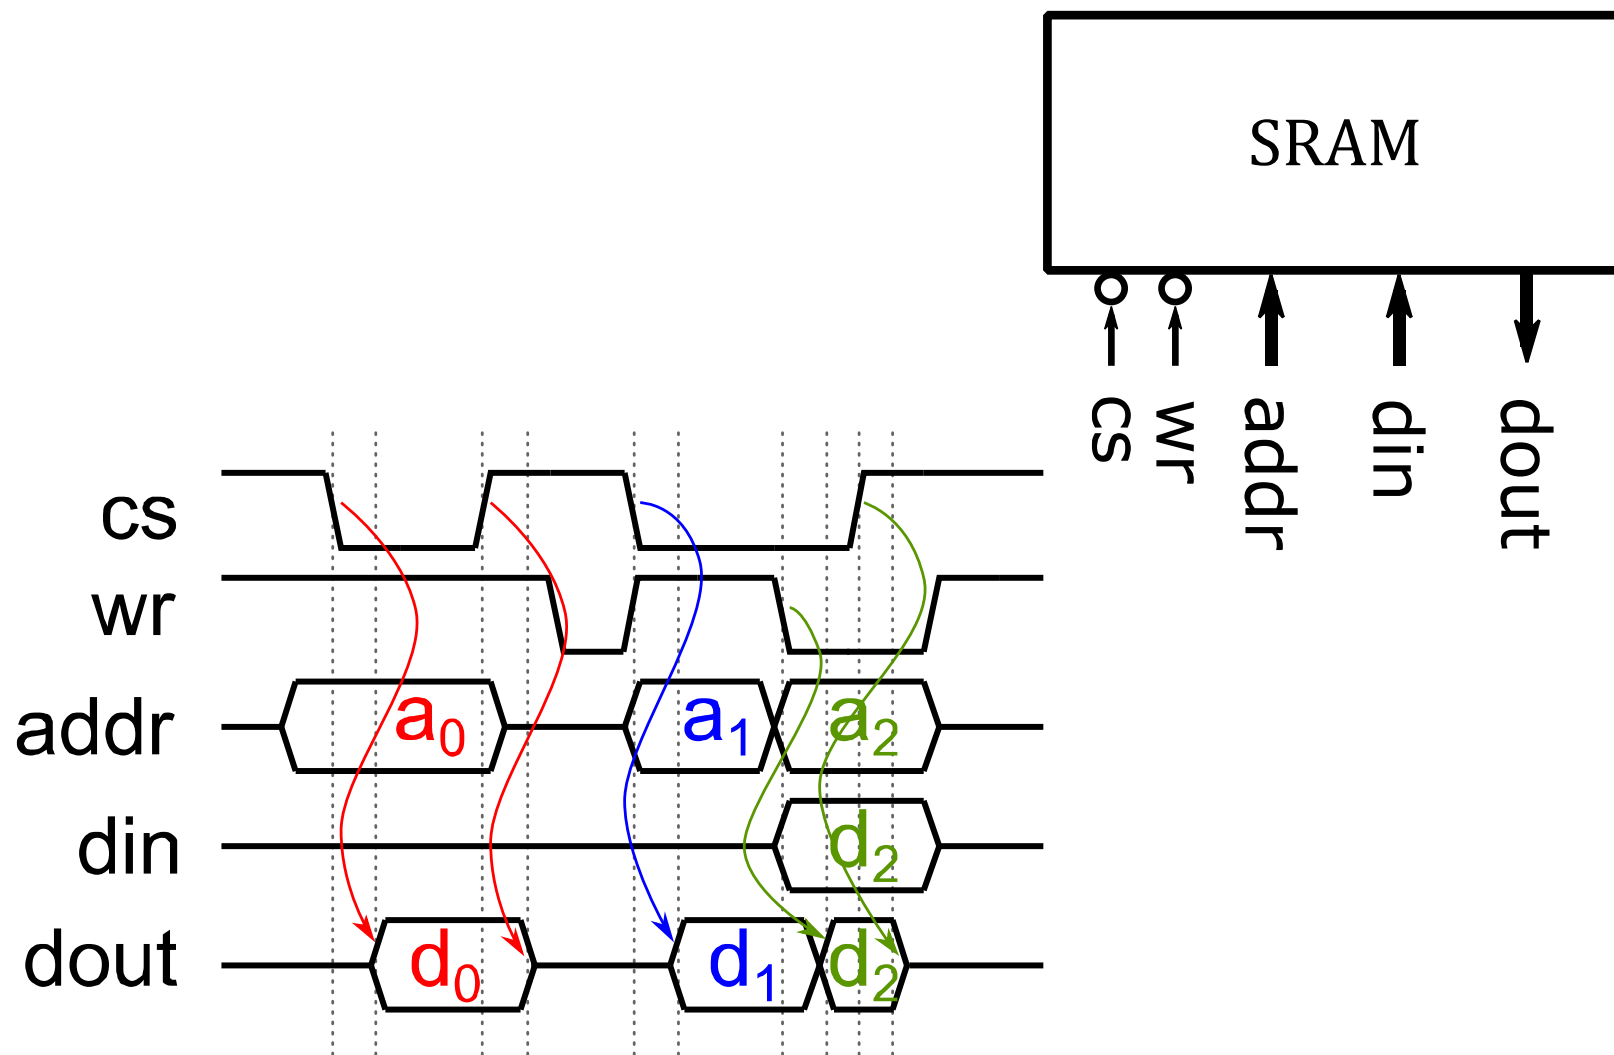 SRAM
cs
wr
addr
din
dout
cs
wr
addr a₀ a₁ a₂
din d₂
dout d₀ d₁ d₂